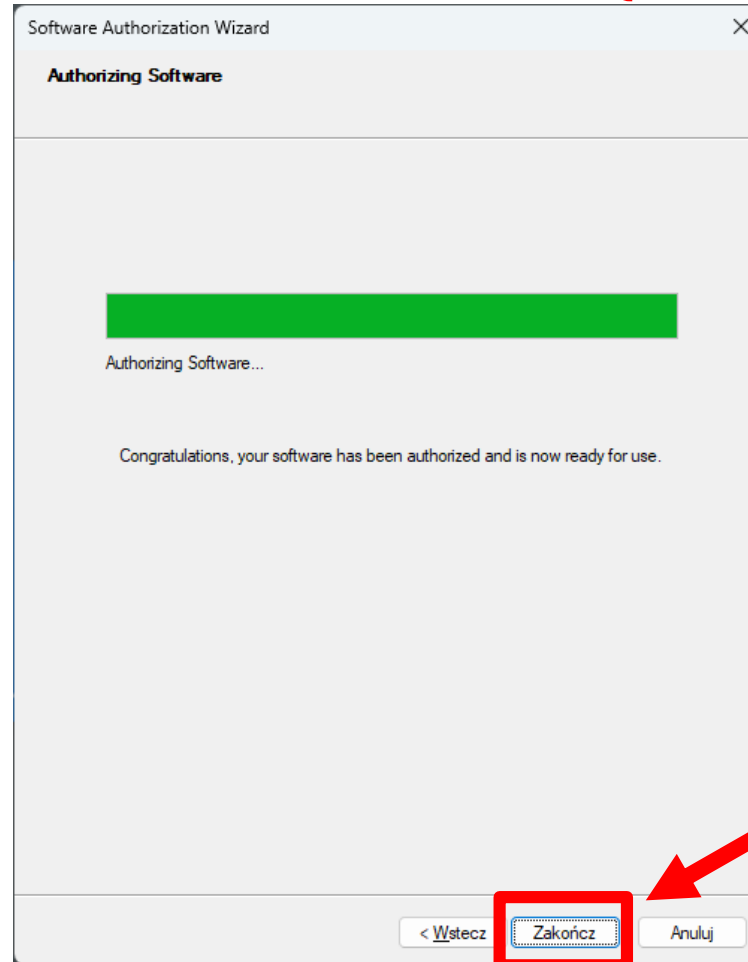 Software Authorization Wizard
Authorizing Software
Authorizing Software...
Congratulations, your software has been authorized and is now ready for use.
< Wstecz Zakończ Anuluj